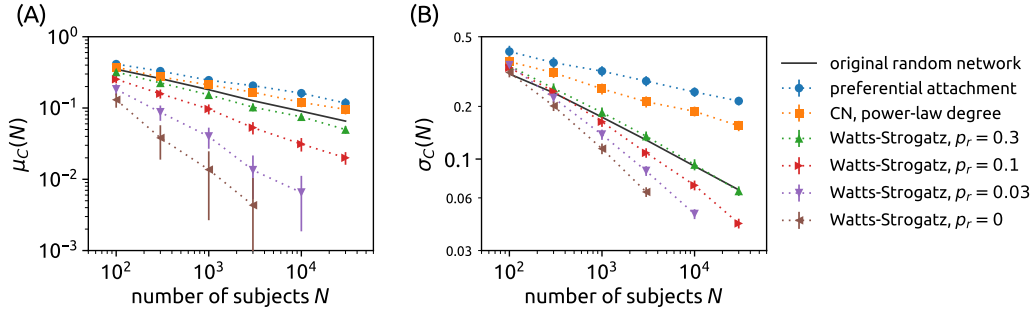 (A)
10^0
10^-1
10^-2
10^-3
μ_C(N)
10^2
10^3
10^4
number of subjects N
(B)
0.5
0.2
0.1
0.06
0.03
σ_C(N)
10^2
10^3
10^4
number of subjects N
original random network
preferential attachment
CN, power-law degree
Watts-Strogatz, p_r = 0.3
Watts-Strogatz, p_r = 0.1
Watts-Strogatz, p_r = 0.03
Watts-Strogatz, p_r = 0